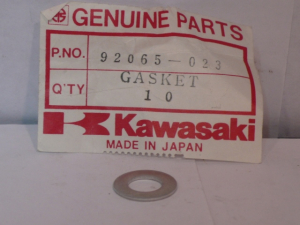 GENUINE PARTS
P.NO. 92065-023
GASKET
Q'TY 10
Kawasaki
MADE IN JAPAN